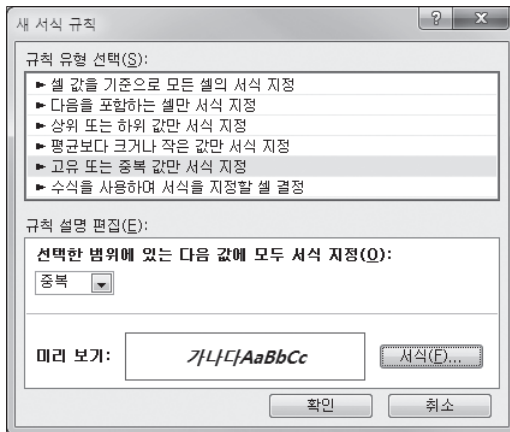 새 서식 규칙
규칙 유형 선택(S):
► 셀 값을 기준으로 모든 셀의 서식 지정
► 다음을 포함하는 셀만 서식 지정
► 상위 또는 하위 값만 서식 지정
► 평균보다 크거나 작은 값만 서식 지정
► 고유 또는 중복 값만 서식 지정
► 수식을 사용하여 서식을 지정할 셀 결정
규칙 설명 편집(E):
선택한 범위에 있는 다음 값에 모두 서식 지정(O):
중복
미리 보기: 가나다AaBbCc 서식(F)...
확인 취소